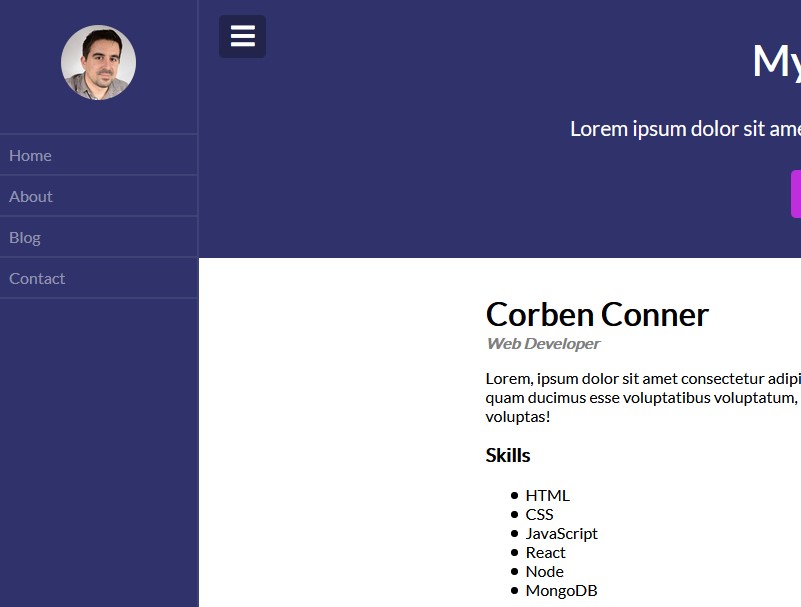 Home
About
Blog
Contact
My
Lorem ipsum dolor sit ame
Corben Conner
Web Developer
Lorem, ipsum dolor sit amet consectetur adipi
quam ducimus esse voluptatibus voluptatum,
voluptas!
Skills
HTML
CSS
JavaScript
React
Node
MongoDB